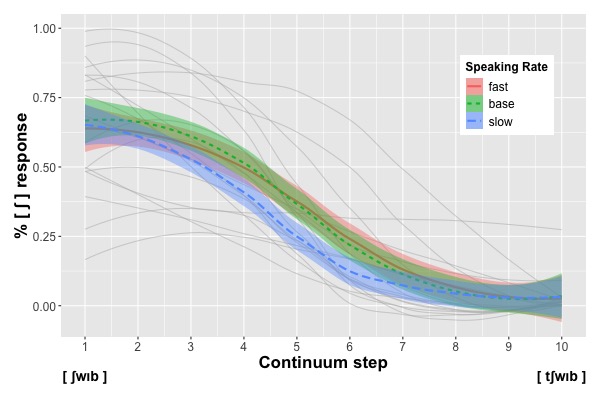 1.00
0.75
0.50
0.25
0.00
% [ ʃ ] response
Speaking Rate
fast
base
slow
1 2 3 4 5 6 7 8 9 10
Continuum step
[ ʃwɪb ] [ tʃwɪb ]